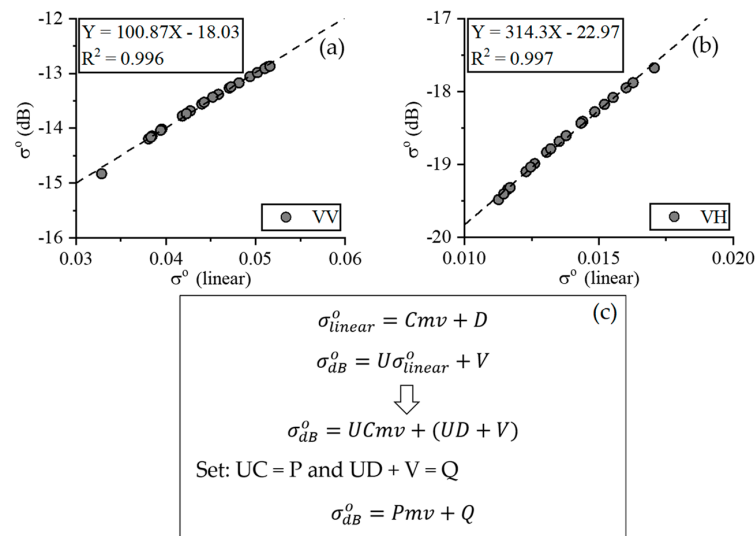 Y = 100.87X - 18.03
R² = 0.996
(a)
-12
-13
-14
-15
-16
σ° (dB)
VV
0.03 0.04 0.05 0.06
σ° (linear)
Y = 314.3X - 22.97
R² = 0.997
(b)
-17
-18
-19
-20
σ° (dB)
VH
0.010 0.015 0.020
σ° (linear)
(c)
σ°linear = Cmv + D
σ°dB = Uσ°linear + V
σ°dB = UCmv + (UD + V)
Set: UC = P and UD + V = Q
σ°dB = Pmv + Q